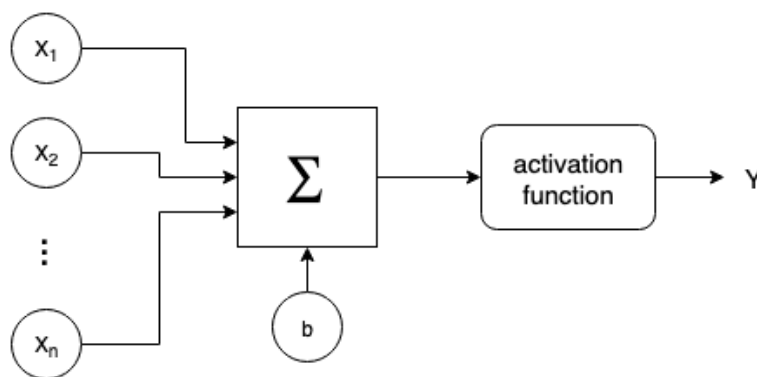 X₁
X₂
⋮
Xₙ
Σ
b
activation
function
Y